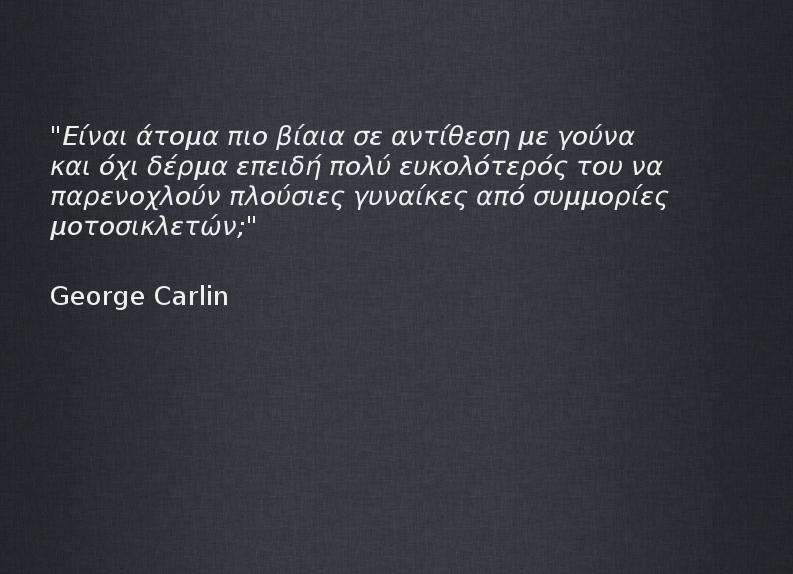 "Είναι άτομα πιο βίαια σε αντίθεση με γούνα
και όχι δέρμα επειδή πολύ ευκολότερός του να
παρενοχλούν πλούσιες γυναίκες από συμμορίες
μοτοσικλετών;"
George Carlin